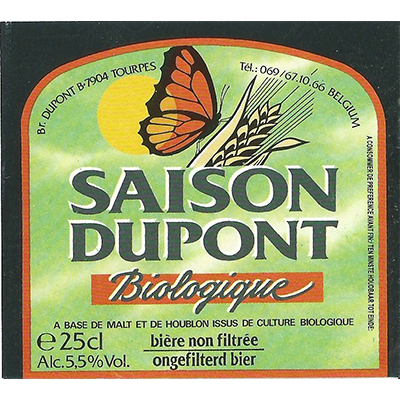 Br. DUPONT B-7904 TOURPES
Tél.: 069/67.10.66 BELGIUM
SAISON
DUPONT
Biologique
A CONSOMMER DE PREFERENCE AVANT FIN:/ TEN MINSTE HOUDBAAR TOT EINDE:
A BASE DE MALT ET DE HOUBLON ISSUS DE CULTURE BIOLOGIQUE
e 25cl
Alc.5,5% Vol.
bière non filtrée
ongefilterd bier